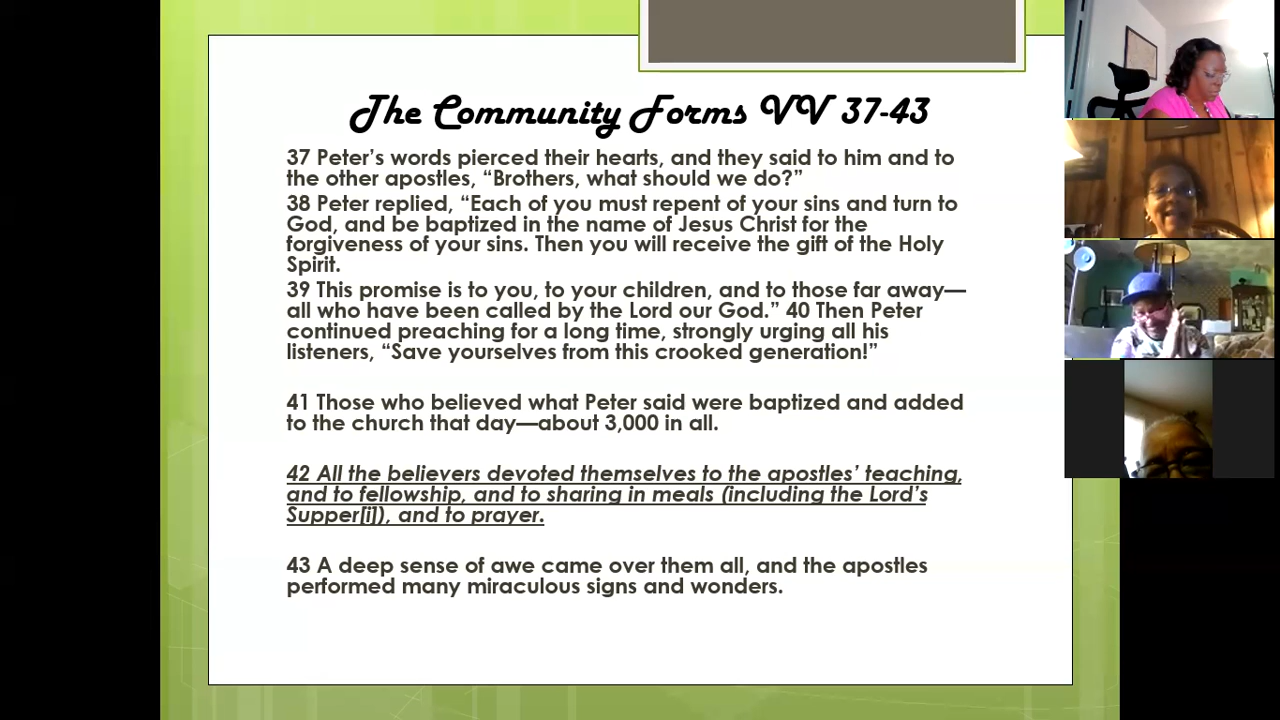 The Community Forms VV 37-43
37 Peter’s words pierced their hearts, and they said to him and to
the other apostles, “Brothers, what should we do?”
38 Peter replied, “Each of you must repent of your sins and turn to
God, and be baptized in the name of Jesus Christ for the
forgiveness of your sins. Then you will receive the gift of the Holy
Spirit.
39 This promise is to you, to your children, and to those far away—
all who have been called by the Lord our God.” 40 Then Peter
continued preaching for a long time, strongly urging all his
listeners, “Save yourselves from this crooked generation!”
41 Those who believed what Peter said were baptized and added
to the church that day—about 3,000 in all.
42 All the believers devoted themselves to the apostles’ teaching,
and to fellowship, and to sharing in meals (including the Lord’s
Supper[i]), and to prayer.
43 A deep sense of awe came over them all, and the apostles
performed many miraculous signs and wonders.